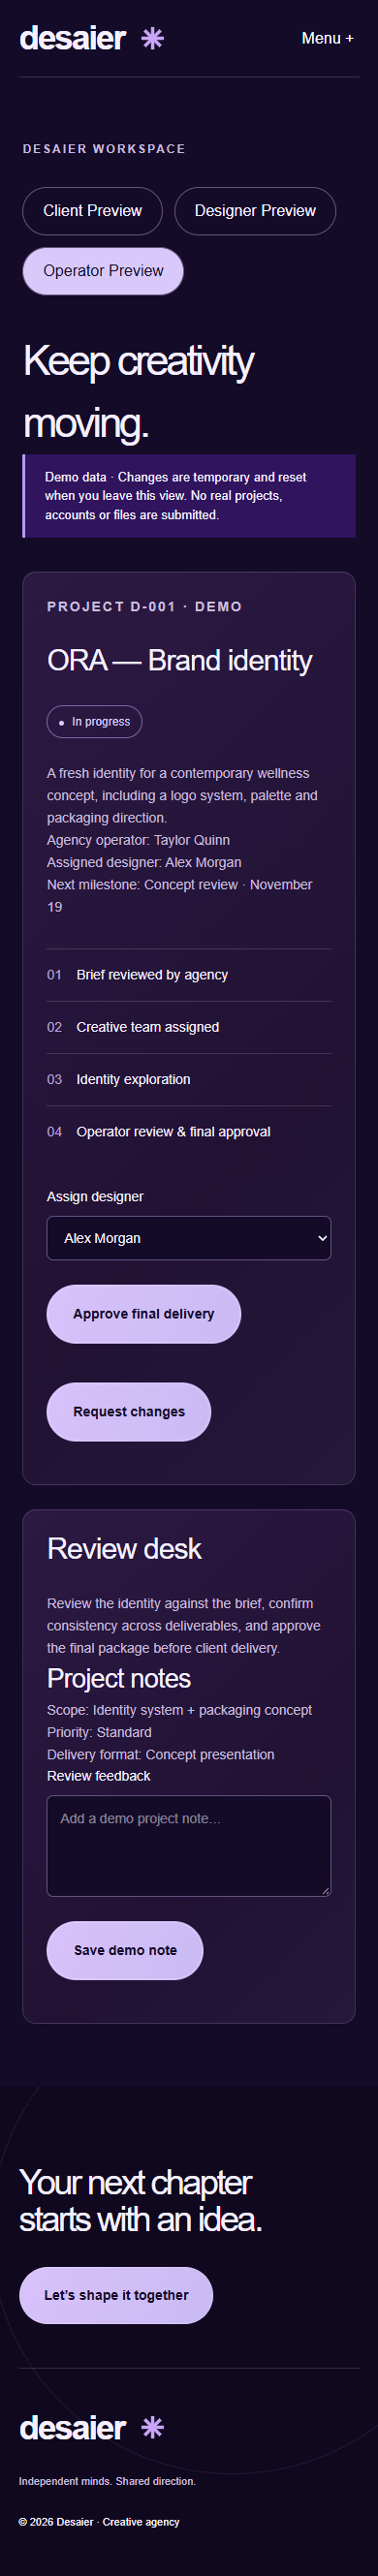 desaier
Menu +
DESAIER WORKSPACE
Client Preview
Designer Preview
Operator Preview
Keep creativity
moving.
Demo data · Changes are temporary and reset
when you leave this view. No real projects,
accounts or files are submitted.
PROJECT D-001 · DEMO
ORA — Brand identity
In progress
A fresh identity for a contemporary wellness
concept, including a logo system, palette and
packaging direction.
Agency operator: Taylor Quinn
Assigned designer: Alex Morgan
Next milestone: Concept review · November
19
01 Brief reviewed by agency
02 Creative team assigned
03 Identity exploration
04 Operator review & final approval
Assign designer
Alex Morgan
Approve final delivery
Request changes
Review desk
Review the identity against the brief, confirm
consistency across deliverables, and approve
the final package before client delivery.
Project notes
Scope: Identity system + packaging concept
Priority: Standard
Delivery format: Concept presentation
Review feedback
Add a demo project note...
Save demo note
Your next chapter
starts with an idea.
Let's shape it together
desaier
Independent minds. Shared direction.
© 2026 Desaier · Creative agency